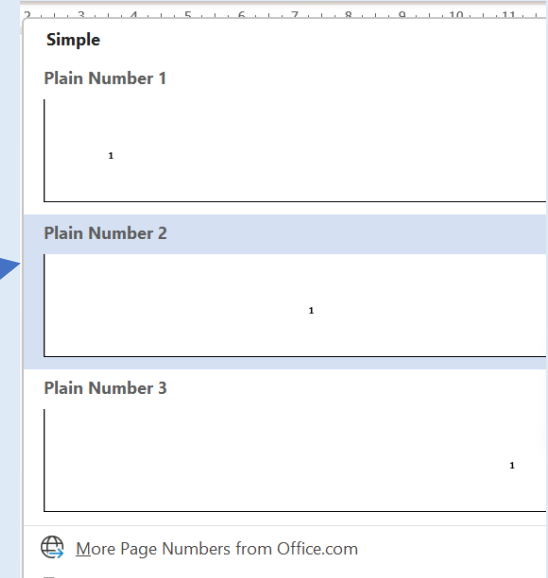 2 3 4 5 6 7 8 9 10 11
Simple
Plain Number 1
1
Plain Number 2
1
Plain Number 3
1
More Page Numbers from Office.com